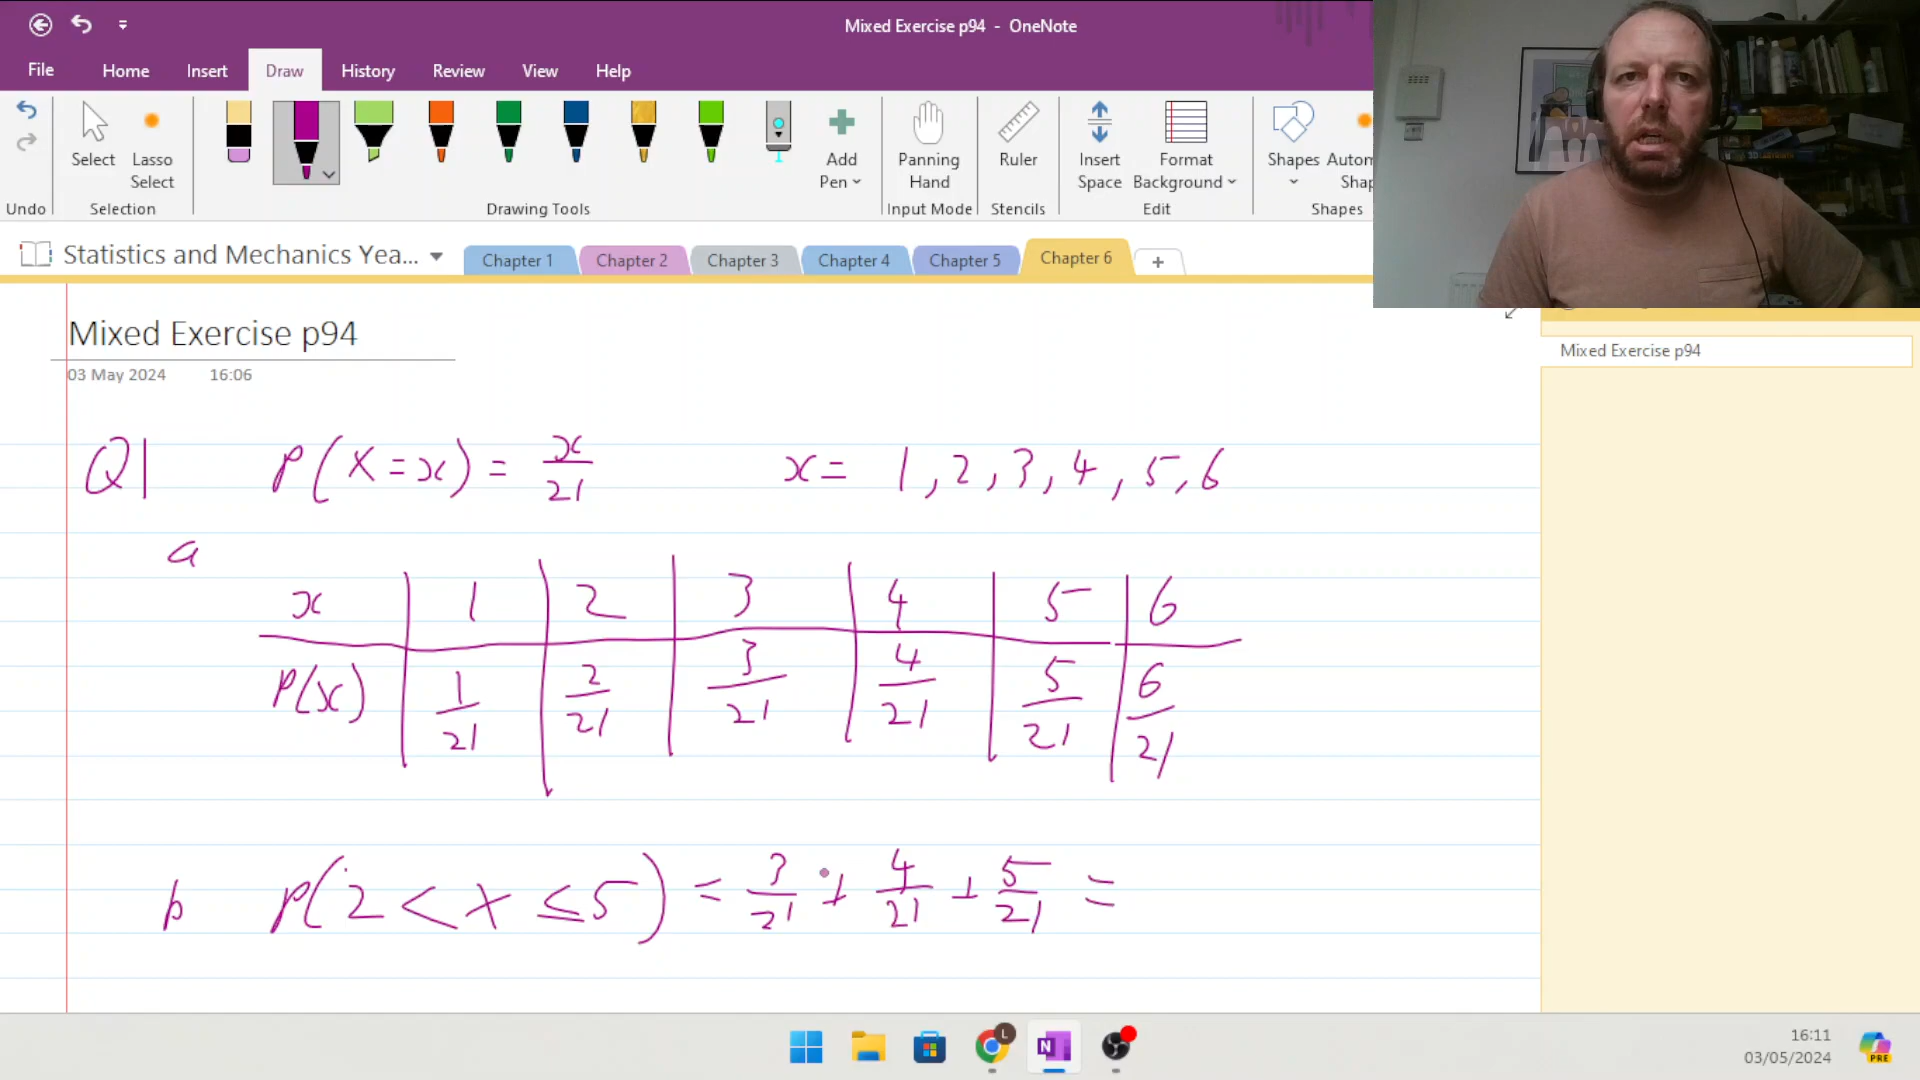 Mixed Exercise p94 - OneNote
File Home Insert Draw History Review View Help
Select Lasso Select Add Pen Panning Hand Ruler Insert Space Format Background Shapes Autom Shap
Undo Selection Drawing Tools Input Mode Stencils Edit Shapes
Statistics and Mechanics Yea... Chapter 1 Chapter 2 Chapter 3 Chapter 4 Chapter 5 Chapter 6 +
Mixed Exercise p94
Mixed Exercise p94
03 May 2024 16:06
Q1 P(X=x) = x/21 x = 1, 2, 3, 4, 5, 6
a
x 1 2 3 4 5 6
P(x) 1/21 2/21 3/21 4/21 5/21 6/21
b P(2 < X ≤ 5) = 3/21 + 4/21 + 5/21 =
L
N
PRE
16:11
03/05/2024